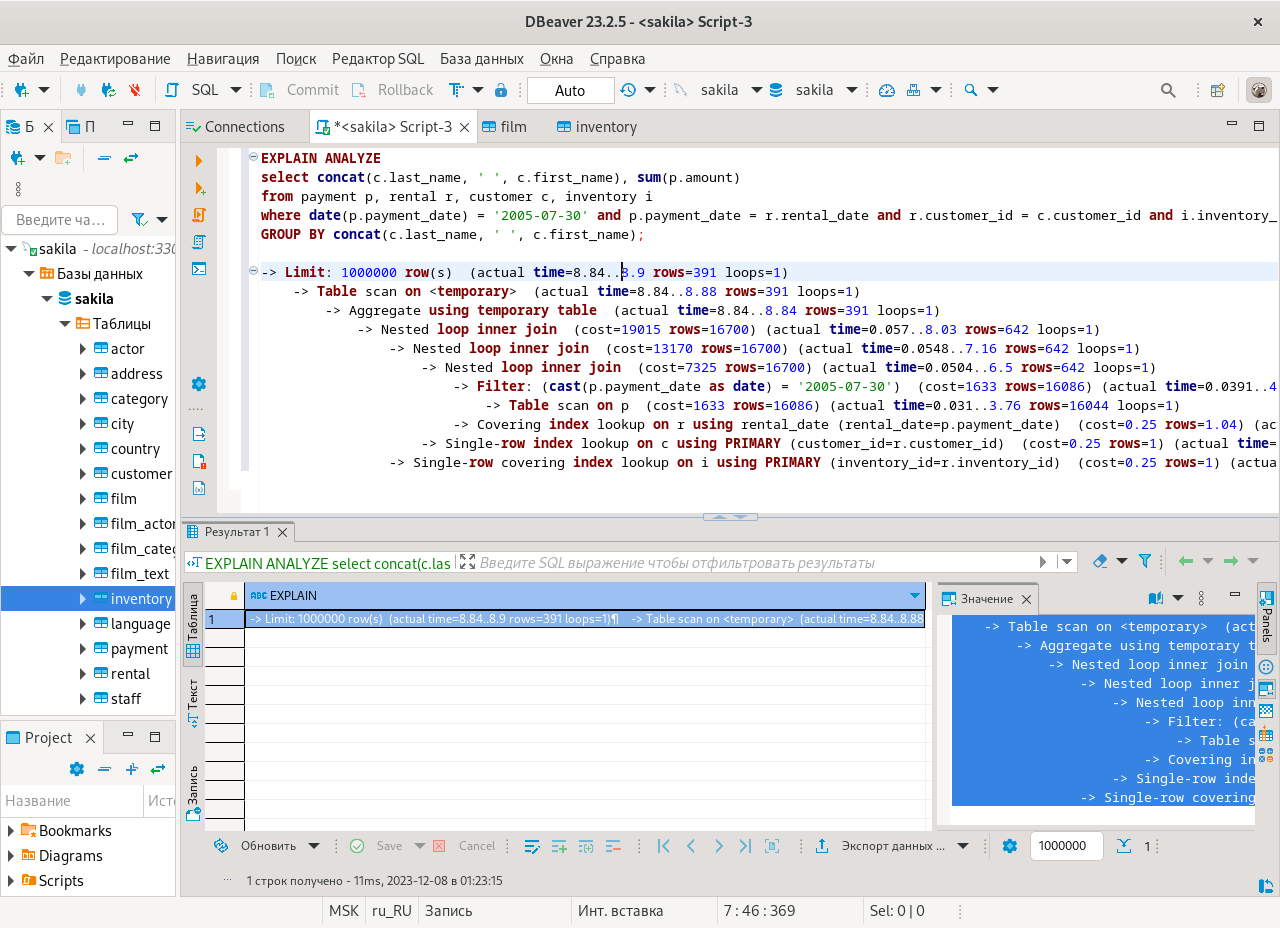 DBeaver 23.2.5 - <sakila> Script-3
Файл Редактирование Навигация Поиск Редактор SQL База данных Окна Справка
SQL Commit Rollback Auto sakila sakila
Б П
Connections *<sakila> Script-3 film inventory
Введите ча...
sakila - localhost:330
Базы данных
sakila
Таблицы
actor
address
category
city
country
customer
film
film_actor
film_categ
film_text
inventory
language
payment
rental
staff
Project
Название Ист
Bookmarks
Diagrams
Scripts
EXPLAIN ANALYZE
select concat(c.last_name, ' ', c.first_name), sum(p.amount)
from payment p, rental r, customer c, inventory i
where date(p.payment_date) = '2005-07-30' and p.payment_date = r.rental_date and r.customer_id = c.customer_id and i.inventory_
GROUP BY concat(c.last_name, ' ', c.first_name);
-> Limit: 1000000 row(s)  (actual time=8.84..8.9 rows=391 loops=1)
-> Table scan on <temporary>  (actual time=8.84..8.88 rows=391 loops=1)
-> Aggregate using temporary table  (actual time=8.84..8.84 rows=391 loops=1)
-> Nested loop inner join  (cost=19015 rows=16700) (actual time=0.057..8.03 rows=642 loops=1)
-> Nested loop inner join  (cost=13170 rows=16700) (actual time=0.0548..7.16 rows=642 loops=1)
-> Nested loop inner join  (cost=7325 rows=16700) (actual time=0.0504..6.5 rows=642 loops=1)
-> Filter: (cast(p.payment_date as date) = '2005-07-30')  (cost=1633 rows=16086) (actual time=0.0391..4
-> Table scan on p  (cost=1633 rows=16086) (actual time=0.031..3.76 rows=16044 loops=1)
-> Covering index lookup on r using rental_date (rental_date=p.payment_date)  (cost=0.25 rows=1.04) (ac
-> Single-row index lookup on c using PRIMARY (customer_id=r.customer_id)  (cost=0.25 rows=1) (actual time=
-> Single-row covering index lookup on i using PRIMARY (inventory_id=r.inventory_id)  (cost=0.25 rows=1) (actua
Результат 1
EXPLAIN ANALYZE select concat(c.las Введите SQL выражение чтобы отфильтровать результаты
Таблица
Текст
Запись
ABC EXPLAIN
1 -> Limit: 1000000 row(s)  (actual time=8.84..8.9 rows=391 loops=1)¶    -> Table scan on <temporary>  (actual time=8.84..8.88
Значение
-> Table scan on <temporary>  (act
-> Aggregate using temporary t
-> Nested loop inner join
-> Nested loop inner j
-> Nested loop inn
-> Filter: (ca
-> Table s
-> Covering in
-> Single-row inde
-> Single-row covering
Panels
Обновить Save Cancel Экспорт данных ... 1000000 1
1 строк получено - 11ms, 2023-12-08 в 01:23:15
MSK ru_RU Запись Инт. вставка 7 : 46 : 369 Sel: 0 | 0